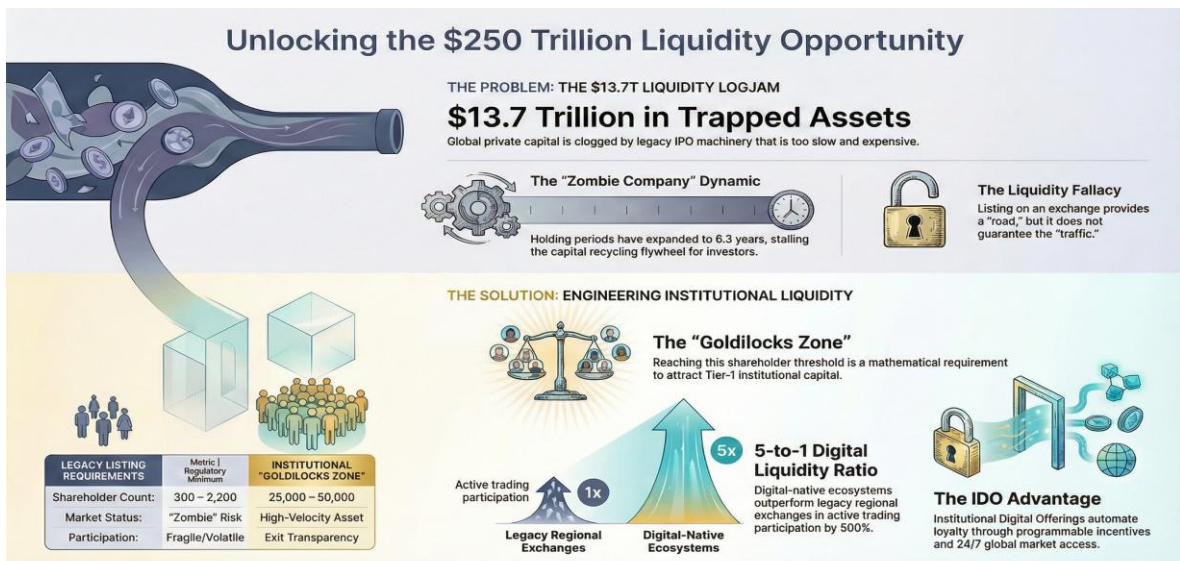 Unlocking the $250 Trillion Liquidity Opportunity
THE PROBLEM: THE $13.7T LIQUIDITY LOGJAM
$13.7 Trillion in Trapped Assets
Global private capital is clogged by legacy IPO machinery that is too slow and expensive.
The "Zombie Company" Dynamic
Holding periods have expanded to 6.3 years, stalling
the capital recycling flywheel for investors.
The Liquidity Fallacy
Listing on an exchange provides
a "road," but it does not
guarantee the "traffic."
THE SOLUTION: ENGINEERING INSTITUTIONAL LIQUIDITY
The "Goldilocks Zone"
Reaching this shareholder threshold is a mathematical requirement
to attract Tier-1 institutional capital.
LEGACY LISTING
REQUIREMENTS
Metric |
Regulatory
Minimum
INSTITUTIONAL
"GOLDILOCKS ZONE"
Shareholder Count: 300 – 2,200 25,000 – 50,000
Market Status: "Zombie" Risk High-Velocity Asset
Participation: Fragile/Volatile Exit Transparency
Active trading
participation
1x
Legacy Regional
Exchanges
5x
Digital-Native
Ecosystems
5-to-1 Digital
Liquidity Ratio
Digital-native ecosystems
outperform legacy regional
exchanges in active trading
participation by 500%.
The IDO Advantage
Institutional Digital Offerings automate
loyalty through programmable incentives
and 24/7 global market access.